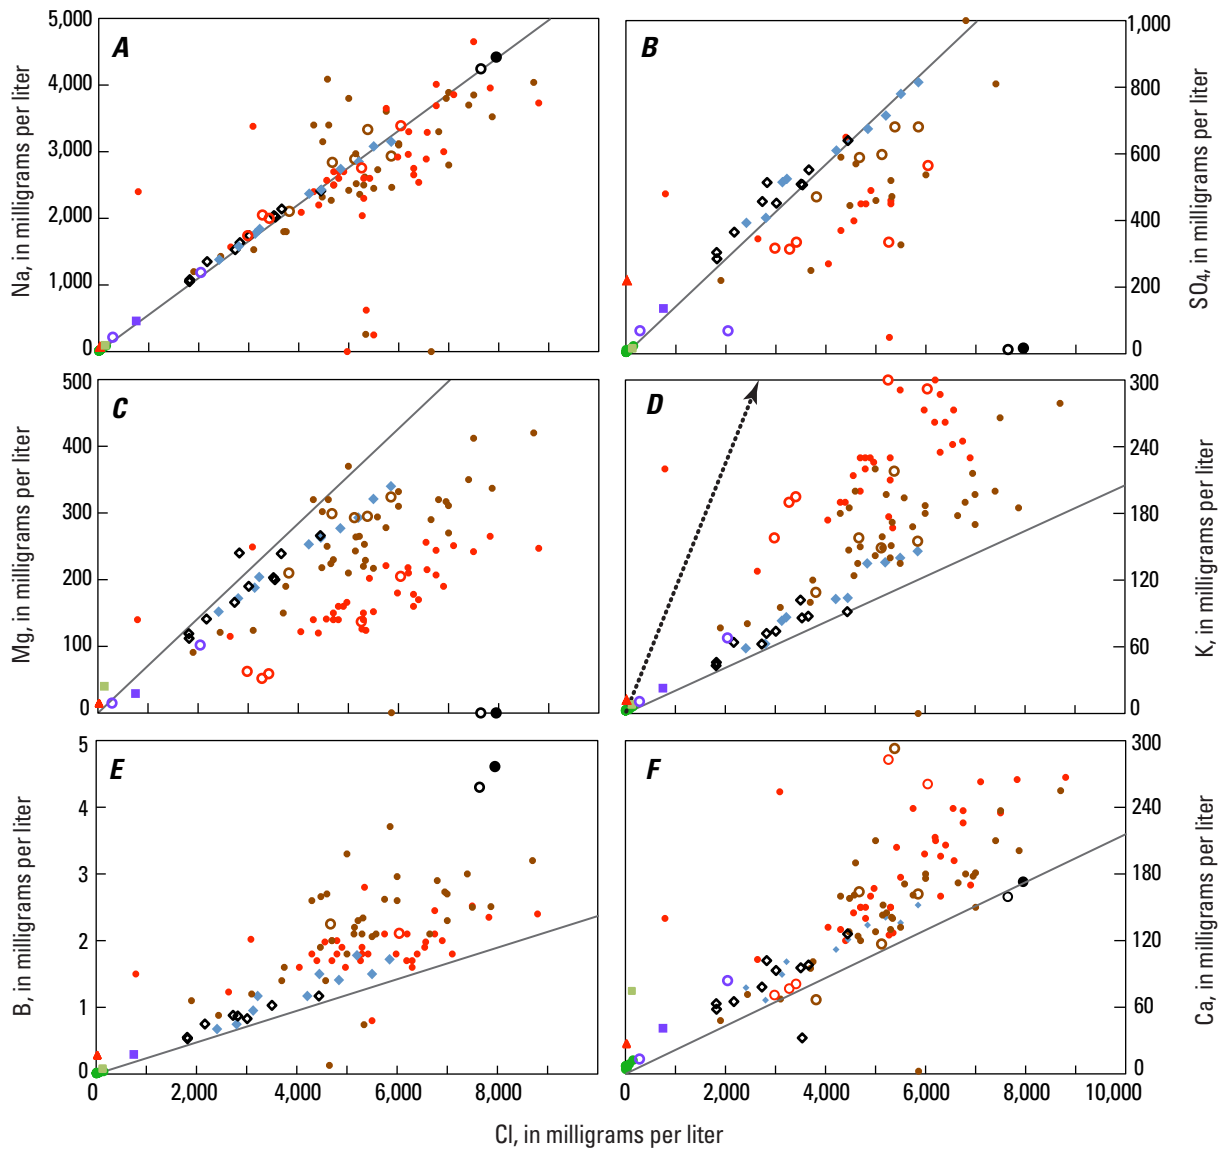 A
B
5,000
4,000
3,000
2,000
1,000
0
Na, in milligrams per liter
1,000
800
600
400
200
0
SO4, in milligrams per liter
C
D
500
400
300
200
100
0
Mg, in milligrams per liter
300
240
180
120
60
0
K, in milligrams per liter
E
F
5
4
3
2
1
0
B, in milligrams per liter
300
240
180
120
60
0
Ca, in milligrams per liter
0 2,000 4,000 6,000 8,000 0 2,000 4,000 6,000 8,000 10,000
Cl, in milligrams per liter